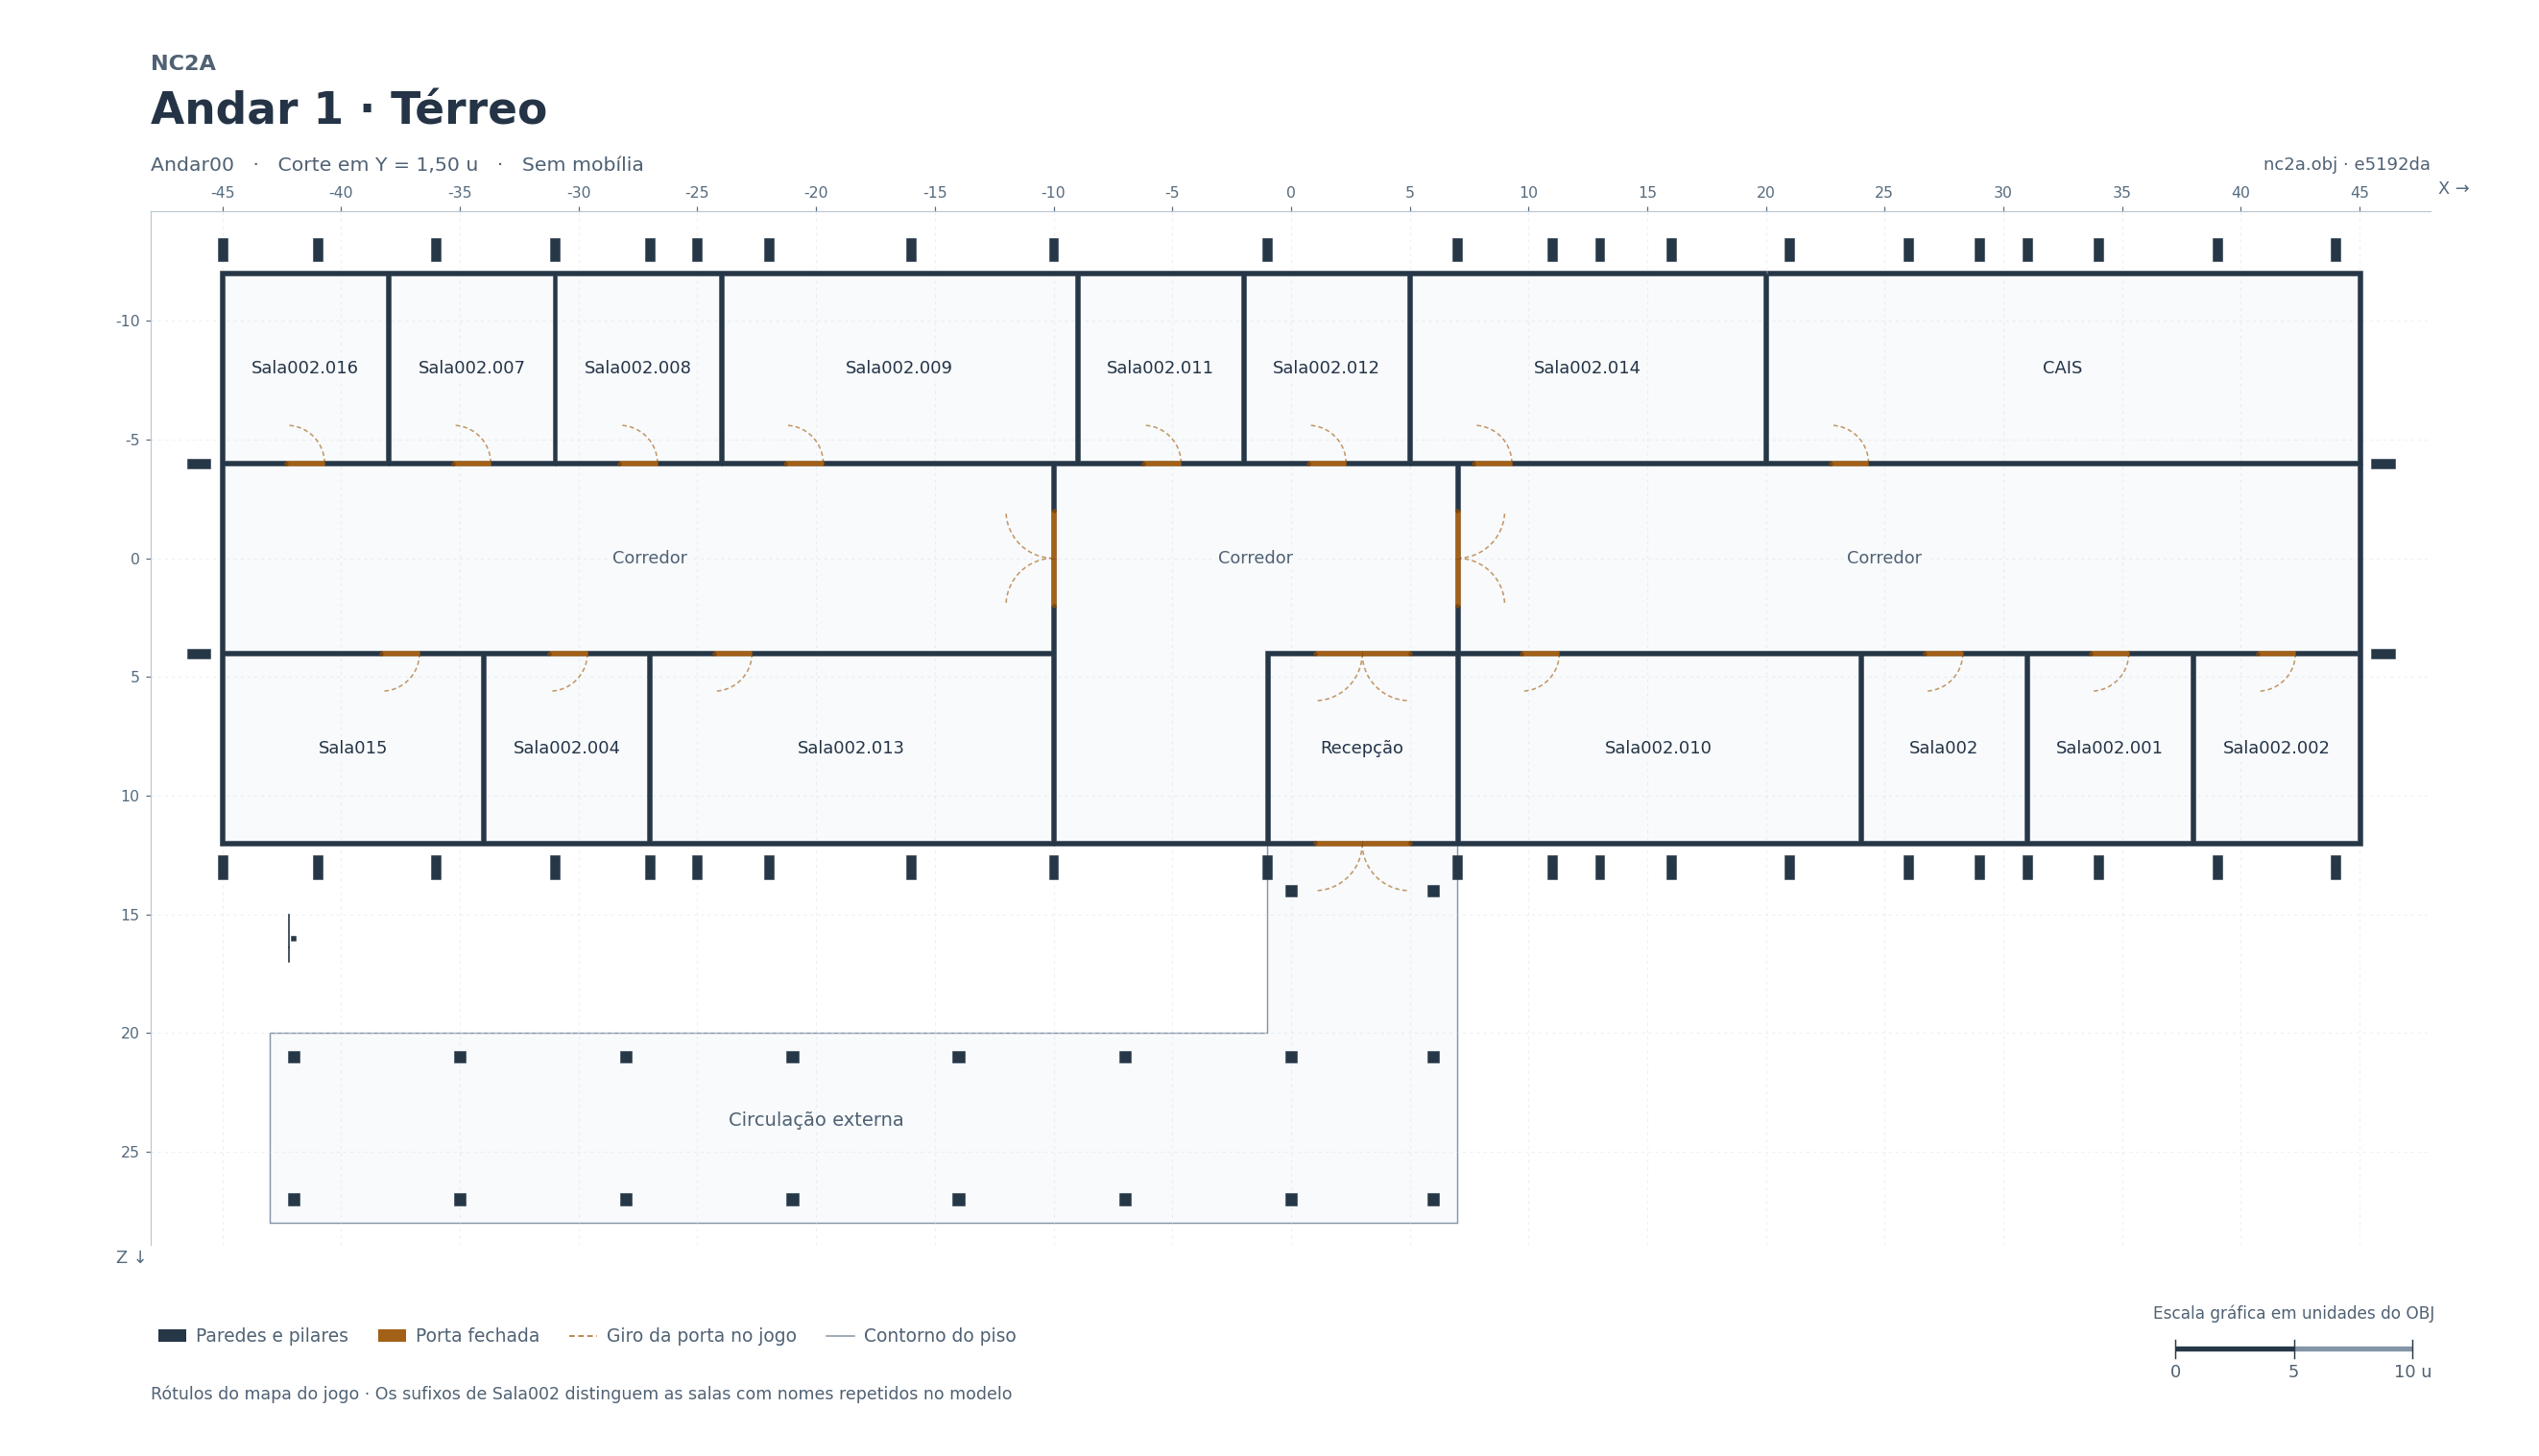 NC2A
Andar 1 · Térreo
Andar00 · Corte em Y = 1,50 u · Sem mobília
nc2a.obj · e5192da
-45 -40 -35 -30 -25 -20 -15 -10 -5 0 5 10 15 20 25 30 35 40 45 X →
-10
Sala002.016 Sala002.007 Sala002.008 Sala002.009 Sala002.011 Sala002.012 Sala002.014 CAIS
-5
0 Corredor Corredor Corredor
5
Sala015 Sala002.004 Sala002.013 Recepção Sala002.010 Sala002 Sala002.001 Sala002.002
10
15
20
Circulação externa
25
Z ↓
Escala gráfica em unidades do OBJ
Paredes e pilares Porta fechada Giro da porta no jogo Contorno do piso
0 5 10 u
Rótulos do mapa do jogo · Os sufixos de Sala002 distinguem as salas com nomes repetidos no modelo